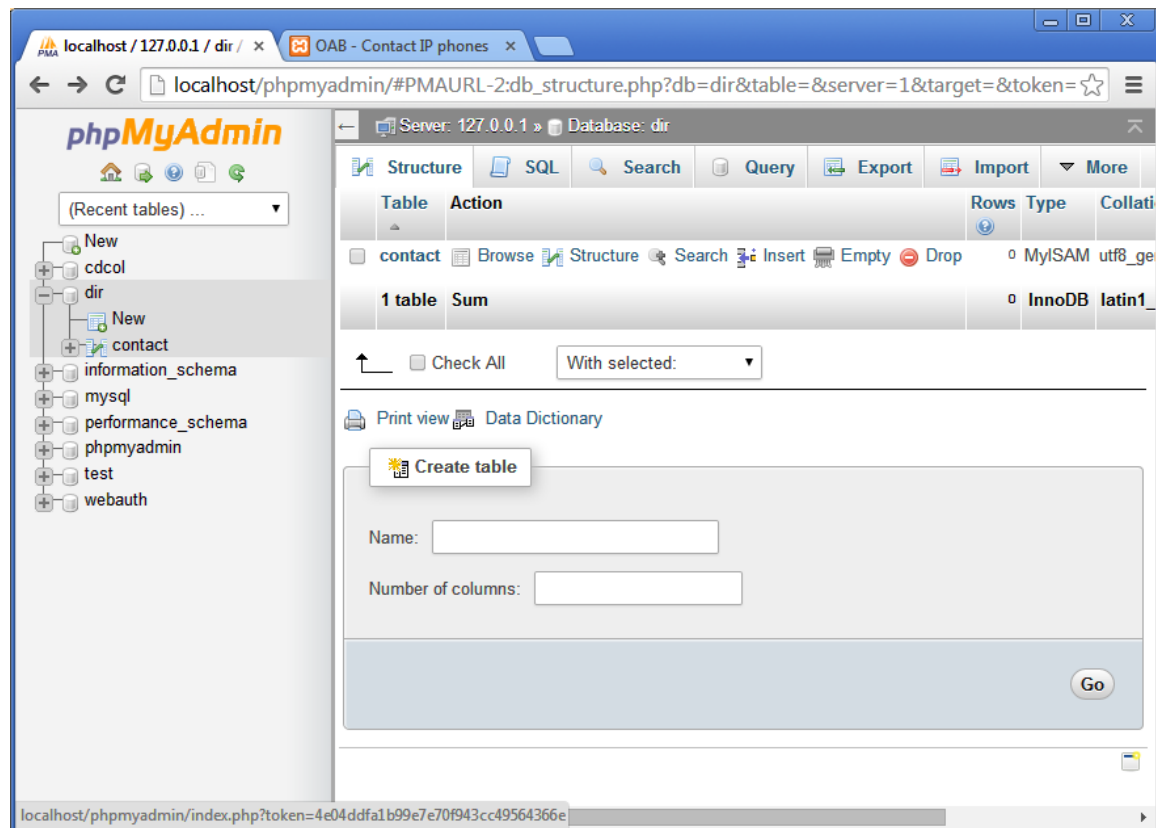 localhost / 127.0.0.1 / dir /
OAB - Contact IP phones
localhost/phpmyadmin/#PMAURL-2:db_structure.php?db=dir&table=&server=1&target=&token=
phpMyAdmin
(Recent tables) ...
New
cdcol
dir
New
contact
information_schema
mysql
performance_schema
phpmyadmin
test
webauth
Server: 127.0.0.1 » Database: dir
Structure SQL Search Query Export Import More
Table Action Rows Type Collati
contact Browse Structure Search Insert Empty Drop 0 MyISAM utf8_ge
1 table Sum 0 InnoDB latin1_
Check All With selected:
Print view Data Dictionary
Create table
Name:
Number of columns:
Go
localhost/phpmyadmin/index.php?token=4e04ddfa1b99e7e70f943cc49564366e